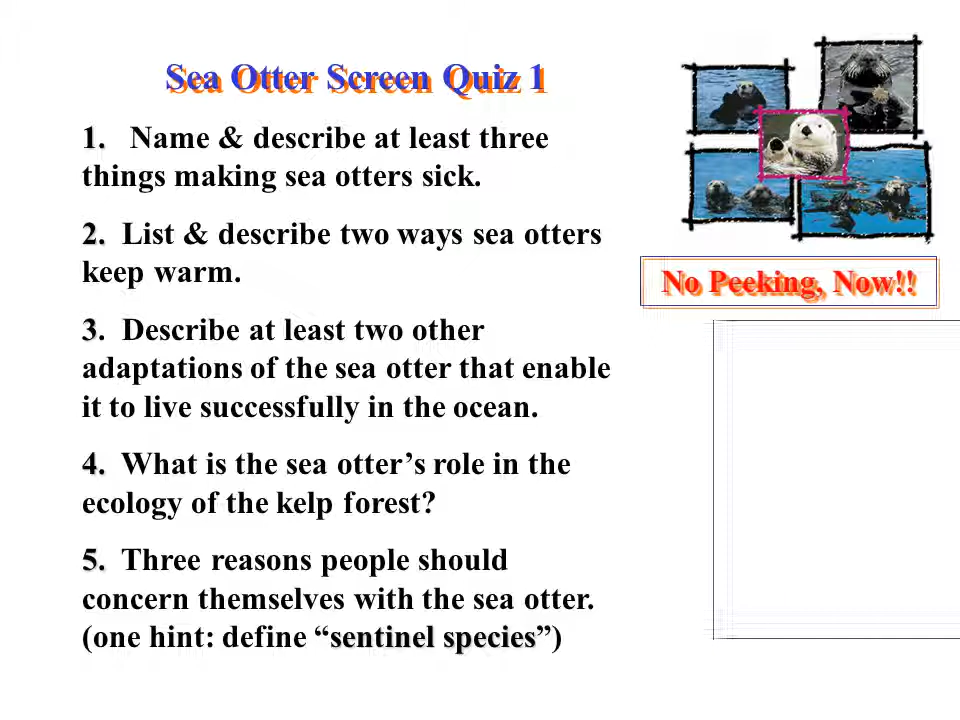 Sea Otter Screen Quiz 1
1. Name & describe at least three
things making sea otters sick.
2. List & describe two ways sea otters
keep warm.
3. Describe at least two other
adaptations of the sea otter that enable
it to live successfully in the ocean.
4. What is the sea otter’s role in the
ecology of the kelp forest?
5. Three reasons people should
concern themselves with the sea otter.
(one hint: define “sentinel species”)
No Peeking, Now!!